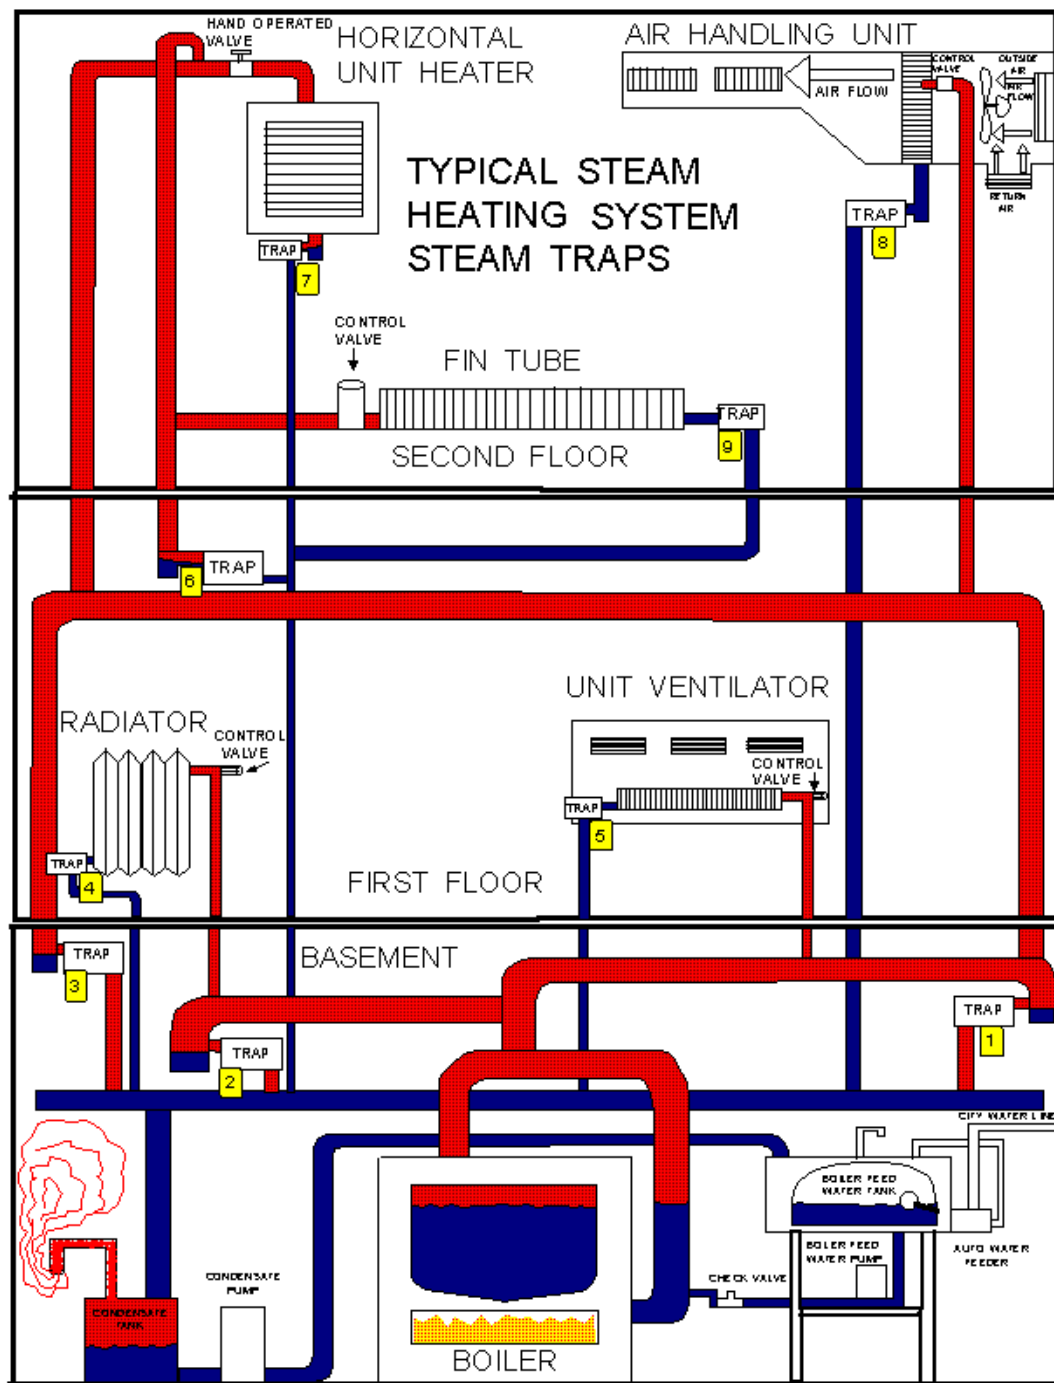 HAND OPERATED
VALVE
HORIZONTAL
UNIT HEATER
AIR HANDLING UNIT
CONTROL
VALVE
OUTSIDE
AIR
AIR
FLOW
AIR FLOW
RETURN
AIR
TYPICAL STEAM
HEATING SYSTEM
STEAM TRAPS
TRAP
7
TRAP
8
CONTROL
VALVE
FIN TUBE
TRAP
9
SECOND FLOOR
TRAP
6
UNIT VENTILATOR
RADIATOR
CONTROL
VALVE
CONTROL
VALVE
TRAP
5
TRAP
4
FIRST FLOOR
BASEMENT
TRAP
3
TRAP
1
TRAP
2
CITY WATER LINE
BOILER FEED
WATER TANK
BOILER FEED
WATER PUMP
AUTO WATER
FEEDER
CHECK VALVE
CONDENSATE
PUMP
CONDENSATE
TANK
BOILER